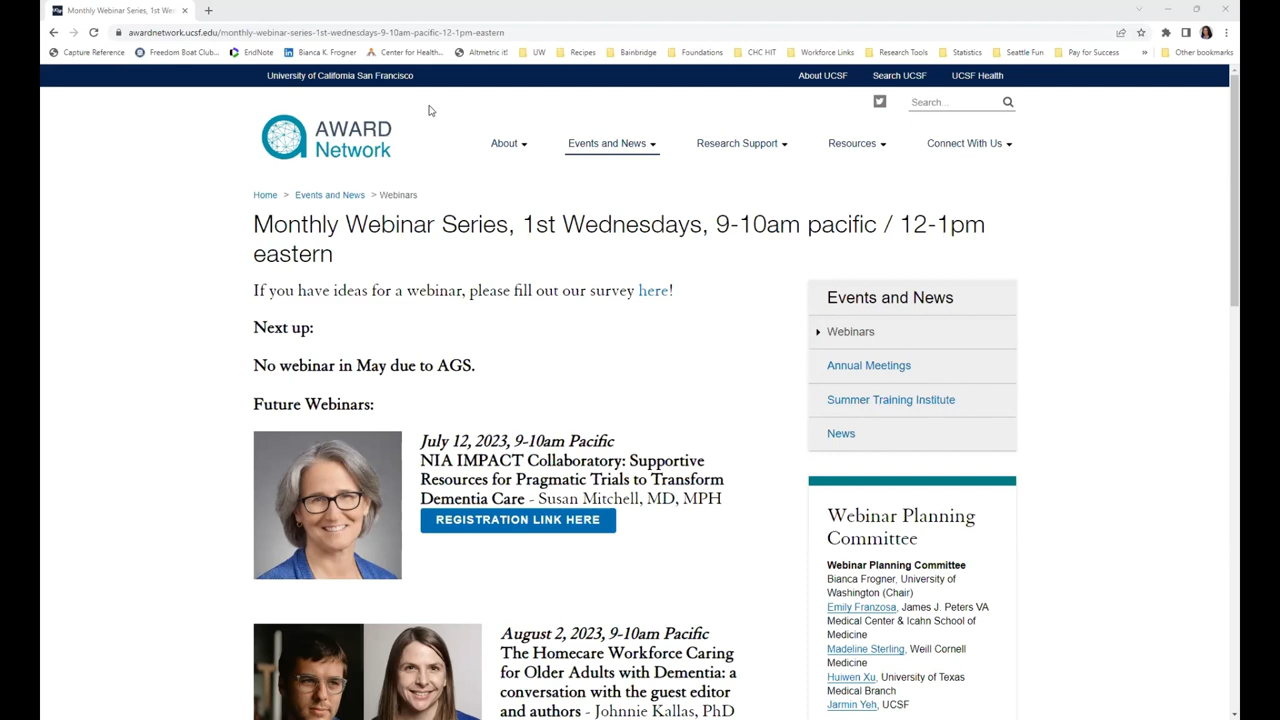 Monthly Webinar Series, 1st Wed
awardnetwork.ucsf.edu/monthly-webinar-series-1st-wednesdays-9-10am-pacific-12-1pm-eastern
Capture Reference Freedom Boat Club... EndNote Bianca K. Frogner Center for Health... Altmetric it! UW Recipes Bainbridge Foundations CHC HIT Workforce Links Research Tools Statistics Seattle Fun Pay for Success » Other bookmarks
University of California San Francisco About UCSF Search UCSF UCSF Health
Search...
AWARD
Network
About Events and News Research Support Resources Connect With Us
Home > Events and News > Webinars
Monthly Webinar Series, 1st Wednesdays, 9-10am pacific / 12-1pm
eastern
If you have ideas for a webinar, please fill out our survey here!
Next up:
No webinar in May due to AGS.
Future Webinars:
July 12, 2023, 9-10am Pacific
NIA IMPACT Collaboratory: Supportive
Resources for Pragmatic Trials to Transform
Dementia Care - Susan Mitchell, MD, MPH
REGISTRATION LINK HERE
August 2, 2023, 9-10am Pacific
The Homecare Workforce Caring
for Older Adults with Dementia: a
conversation with the guest editor
and authors - Johnnie Kallas, PhD
Events and News
Webinars
Annual Meetings
Summer Training Institute
News
Webinar Planning
Committee
Webinar Planning Committee
Bianca Frogner, University of
Washington (Chair)
Emily Franzosa, James J. Peters VA
Medical Center & Icahn School of
Medicine
Madeline Sterling, Weill Cornell
Medicine
Huiwen Xu, University of Texas
Medical Branch
Jarmin Yeh, UCSF